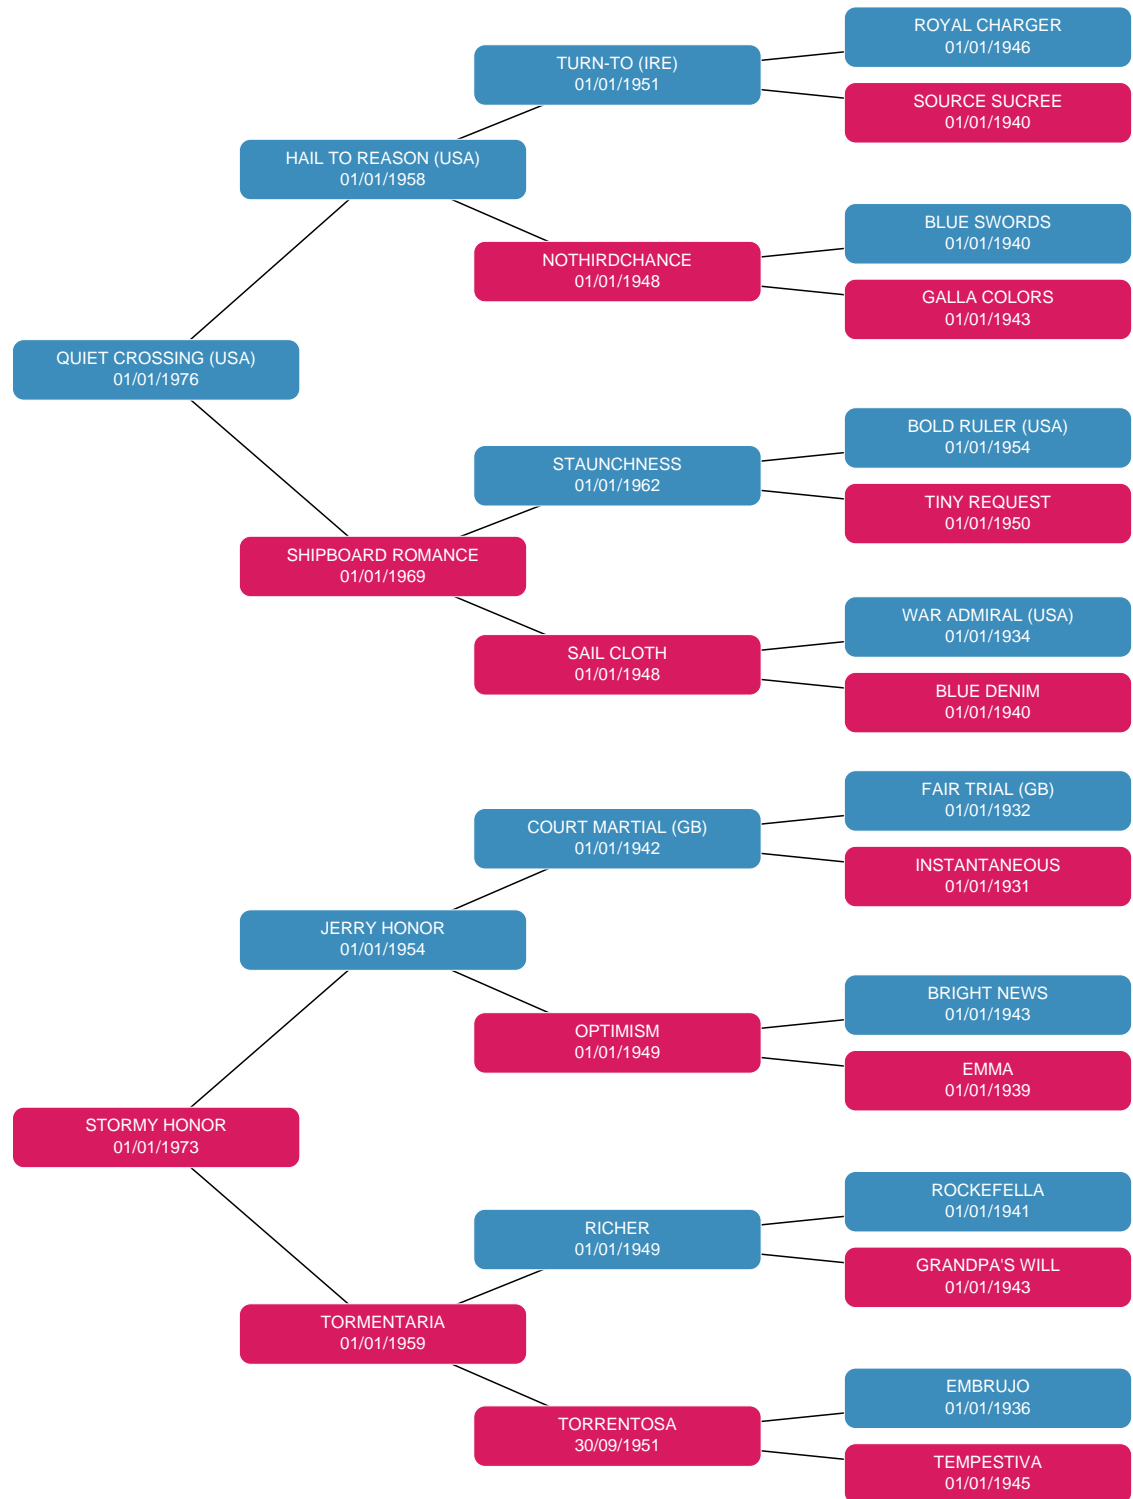 ROYAL CHARGER
01/01/1946
TURN-TO (IRE)
01/01/1951
SOURCE SUCREE
01/01/1940
HAIL TO REASON (USA)
01/01/1958
BLUE SWORDS
01/01/1940
NOTHIRDCHANCE
01/01/1948
GALLA COLORS
01/01/1943
QUIET CROSSING (USA)
01/01/1976
BOLD RULER (USA)
01/01/1954
STAUNCHNESS
01/01/1962
TINY REQUEST
01/01/1950
SHIPBOARD ROMANCE
01/01/1969
WAR ADMIRAL (USA)
01/01/1934
SAIL CLOTH
01/01/1948
BLUE DENIM
01/01/1940
FAIR TRIAL (GB)
01/01/1932
COURT MARTIAL (GB)
01/01/1942
INSTANTANEOUS
01/01/1931
JERRY HONOR
01/01/1954
BRIGHT NEWS
01/01/1943
OPTIMISM
01/01/1949
EMMA
01/01/1939
STORMY HONOR
01/01/1973
ROCKEFELLA
01/01/1941
RICHER
01/01/1949
GRANDPA'S WILL
01/01/1943
TORMENTARIA
01/01/1959
EMBRUJO
01/01/1936
TORRENTOSA
30/09/1951
TEMPESTIVA
01/01/1945